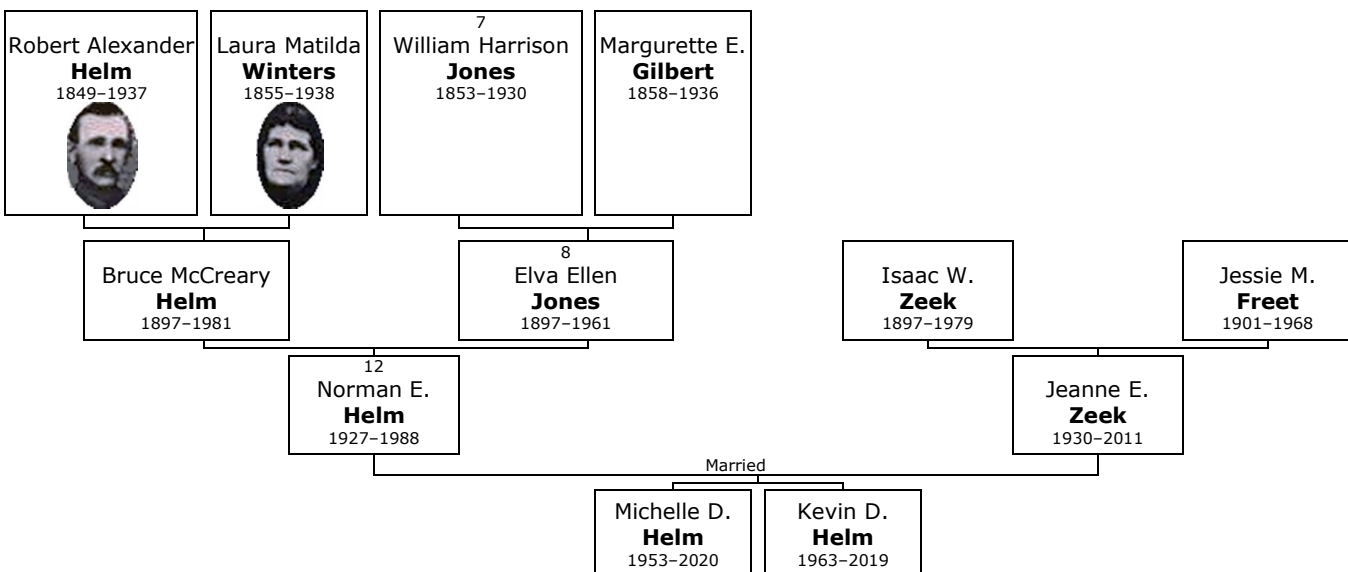 Robert Alexander
Helm
1849–1937
Laura Matilda
Winters
1855–1938
7
William Harrison
Jones
1853–1930
Margurette E.
Gilbert
1858–1936
Bruce McCreary
Helm
1897–1981
8
Elva Ellen
Jones
1897–1961
Isaac W.
Zeek
1897–1979
Jessie M.
Freet
1901–1968
12
Norman E.
Helm
1927–1988
Jeanne E.
Zeek
1930–2011
Married
Michelle D.
Helm
1953–2020
Kevin D.
Helm
1963–2019